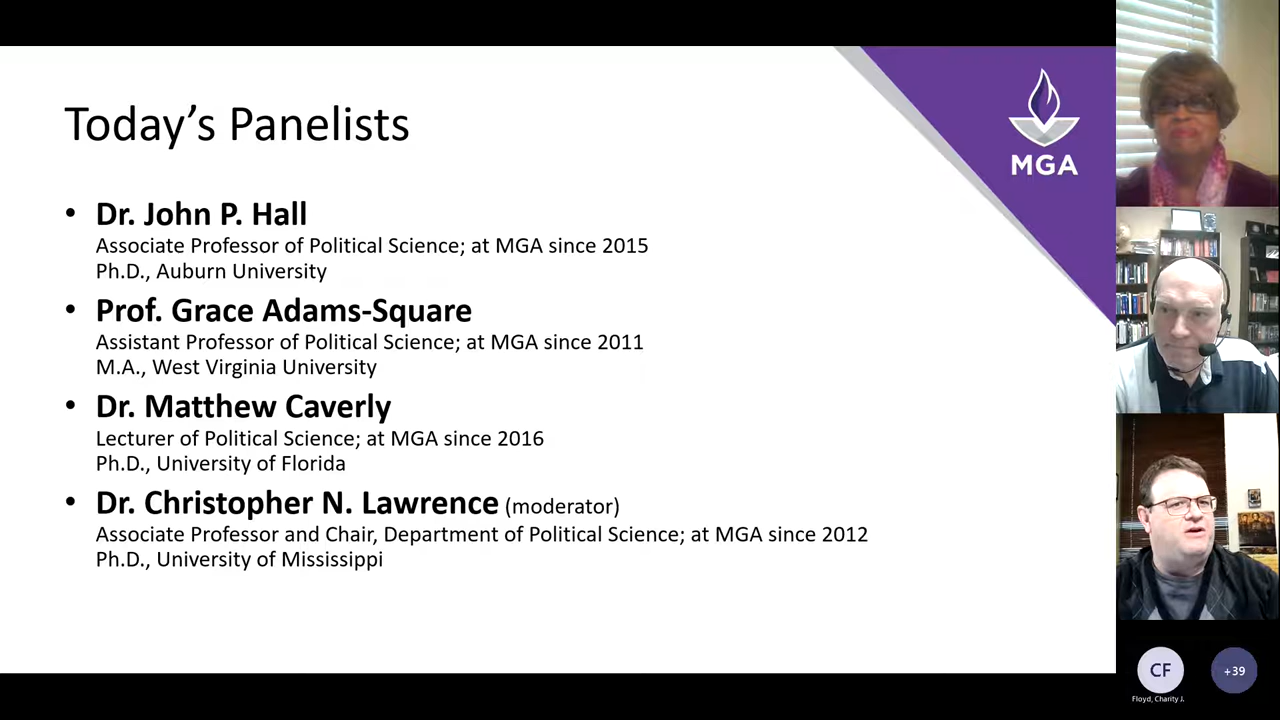 Today's Panelists
MGA
• Dr. John P. Hall
Associate Professor of Political Science; at MGA since 2015
Ph.D., Auburn University
• Prof. Grace Adams-Square
Assistant Professor of Political Science; at MGA since 2011
M.A., West Virginia University
• Dr. Matthew Caverly
Lecturer of Political Science; at MGA since 2016
Ph.D., University of Florida
• Dr. Christopher N. Lawrence (moderator)
Associate Professor and Chair, Department of Political Science; at MGA since 2012
Ph.D., University of Mississippi
CF
+39
Floyd, Charity J.